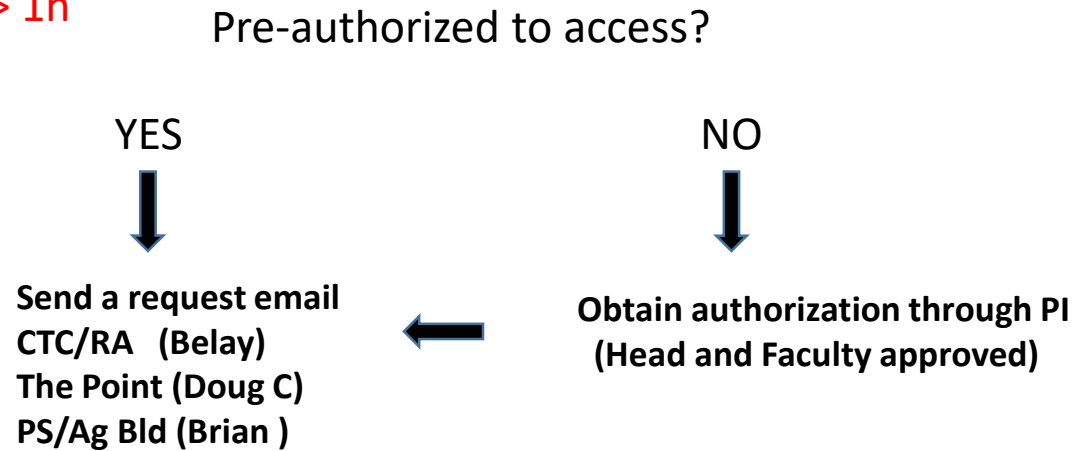 > In
Pre-authorized to access?
YES
NO
Send a request email
CTC/RA (Belay)
The Point (Doug C)
PS/Ag Bld (Brian )
Obtain authorization through PI
(Head and Faculty approved)